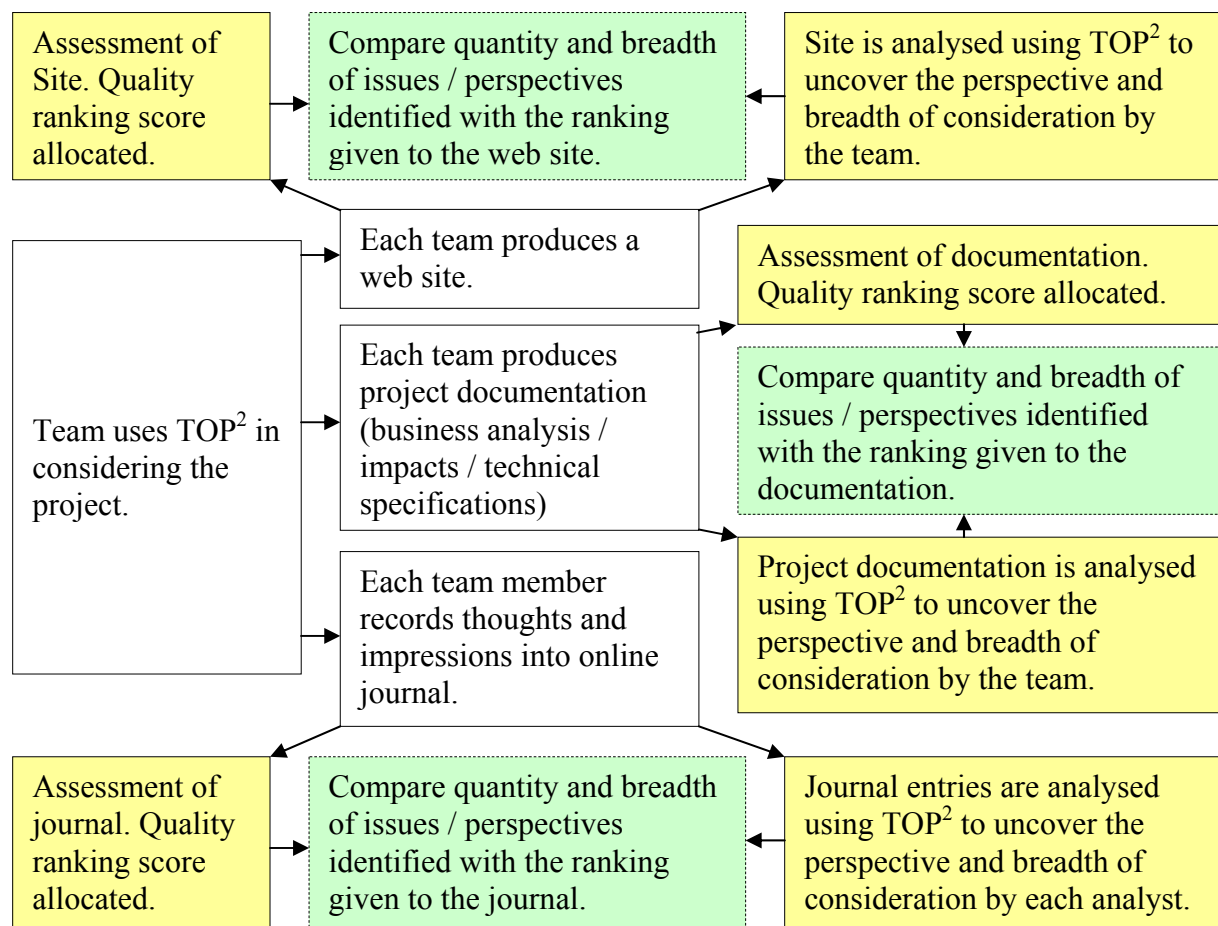 Assessment of
Site. Quality
ranking score
allocated.
Compare quantity and breadth
of issues / perspectives
identified with the ranking
given to the web site.
Site is analysed using TOP² to
uncover the perspective and
breadth of consideration by
the team.
Each team produces a
web site.
Assessment of documentation.
Quality ranking score allocated.
Team uses TOP² in
considering the
project.
Each team produces
project documentation
(business analysis /
impacts / technical
specifications)
Compare quantity and breadth of
issues / perspectives identified
with the ranking given to the
documentation.
Each team member
records thoughts and
impressions into online
journal.
Project documentation is analysed
using TOP² to uncover the
perspective and breadth of
consideration by the team.
Assessment of
journal. Quality
ranking score
allocated.
Compare quantity and breadth
of issues / perspectives
identified with the ranking
given to the journal.
Journal entries are analysed
using TOP² to uncover the
perspective and breadth of
consideration by each analyst.